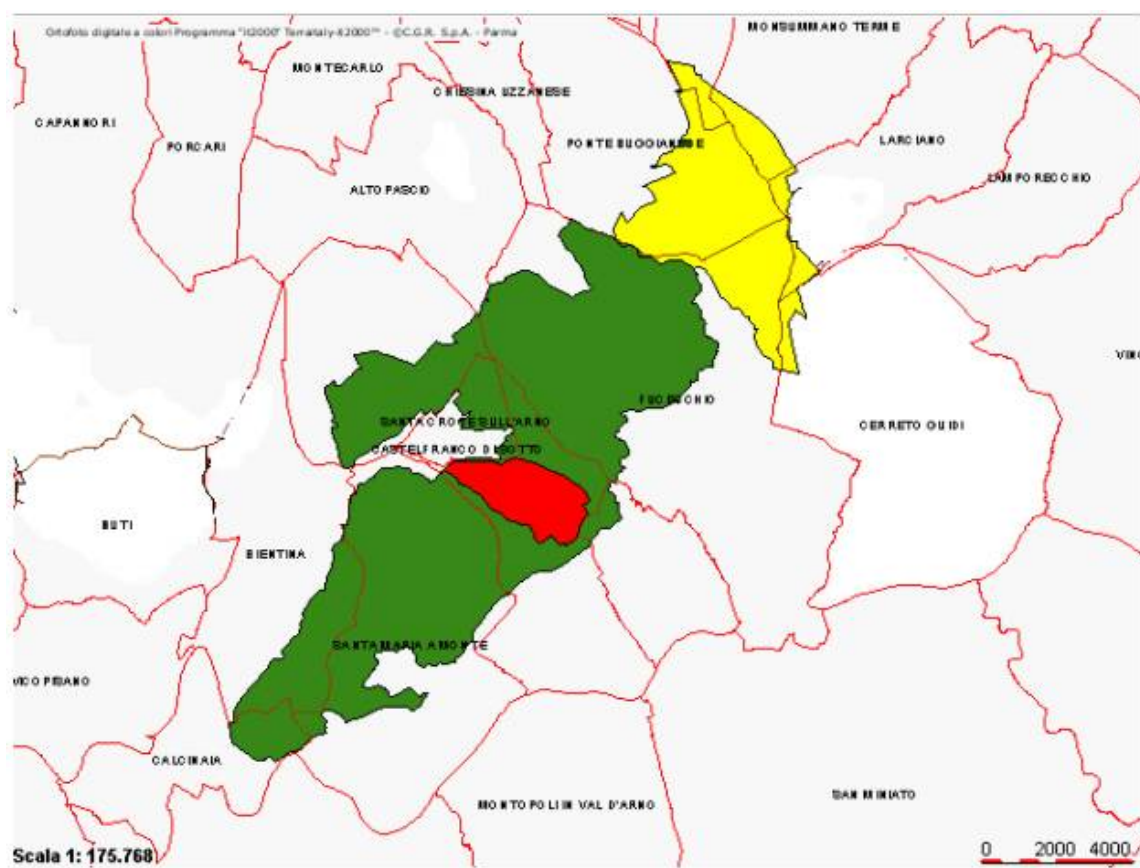 Ortofoto digitale a colori Programma "it2000" Terraitaly-it2000™ - ©C.G.R. S.p.A. - Parma
MONSUMMANO TERME
MONTECARLO
CHIESINA UZZANESE
CAPANNORI
PORCARI
PONTE BUGGIANESE
LARCIANO
LAMPORECCHIO
ALTOPASCIO
VINC
FUCECCHIO
SANTA CROCE SULL'ARNO
CERRETO GUIDI
CASTELFRANCO DI SOTTO
BUTI
BIENTINA
SANTA MARIA A MONTE
VICOPISANO
CALCINAIA
MONTOPOLI IN VAL D'ARNO
SAN MINIATO
Scala 1: 175.768
0 2000 4000